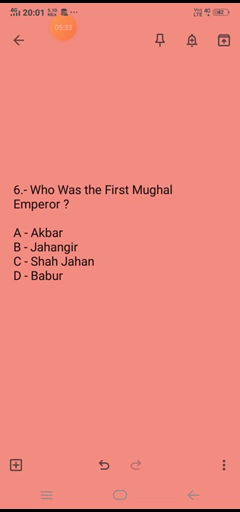 20:01
05:33
6.- Who Was the First Mughal
Emperor ?
A - Akbar
B - Jahangir
C - Shah Jahan
D - Babur